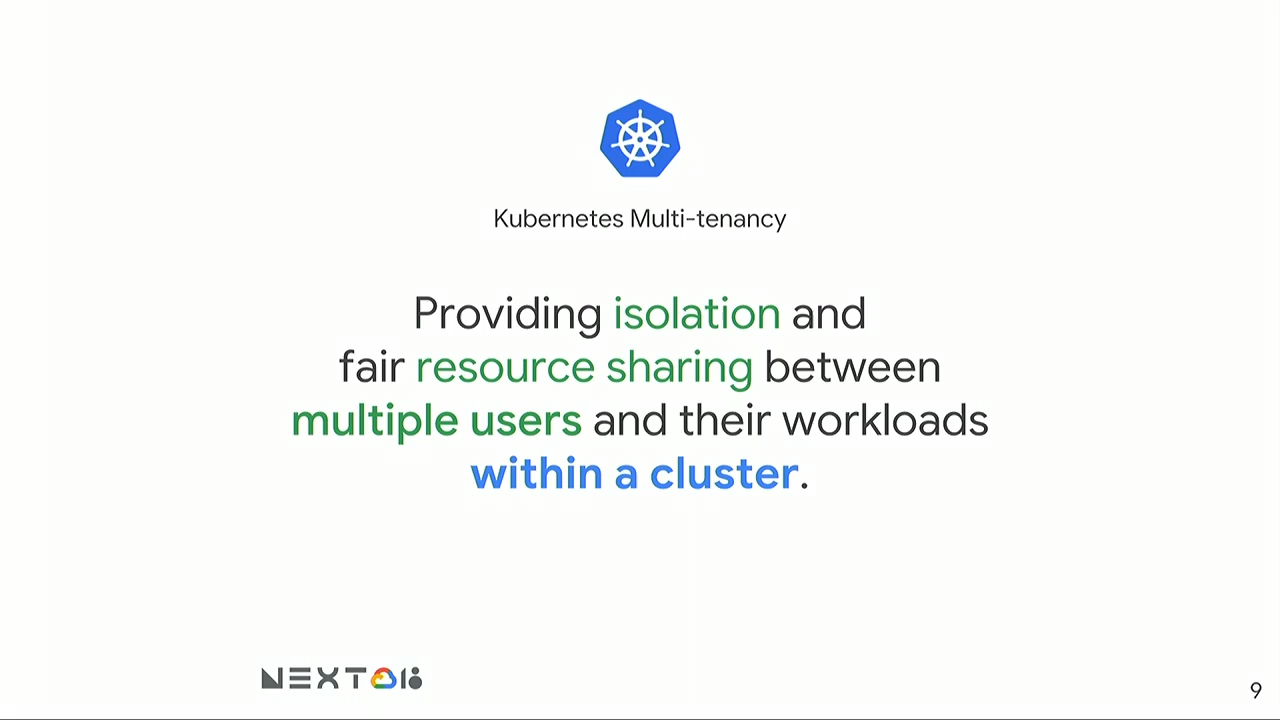 Kubernetes Multi-tenancy
Providing isolation and
fair resource sharing between
multiple users and their workloads
within a cluster.
NEXT 18
9